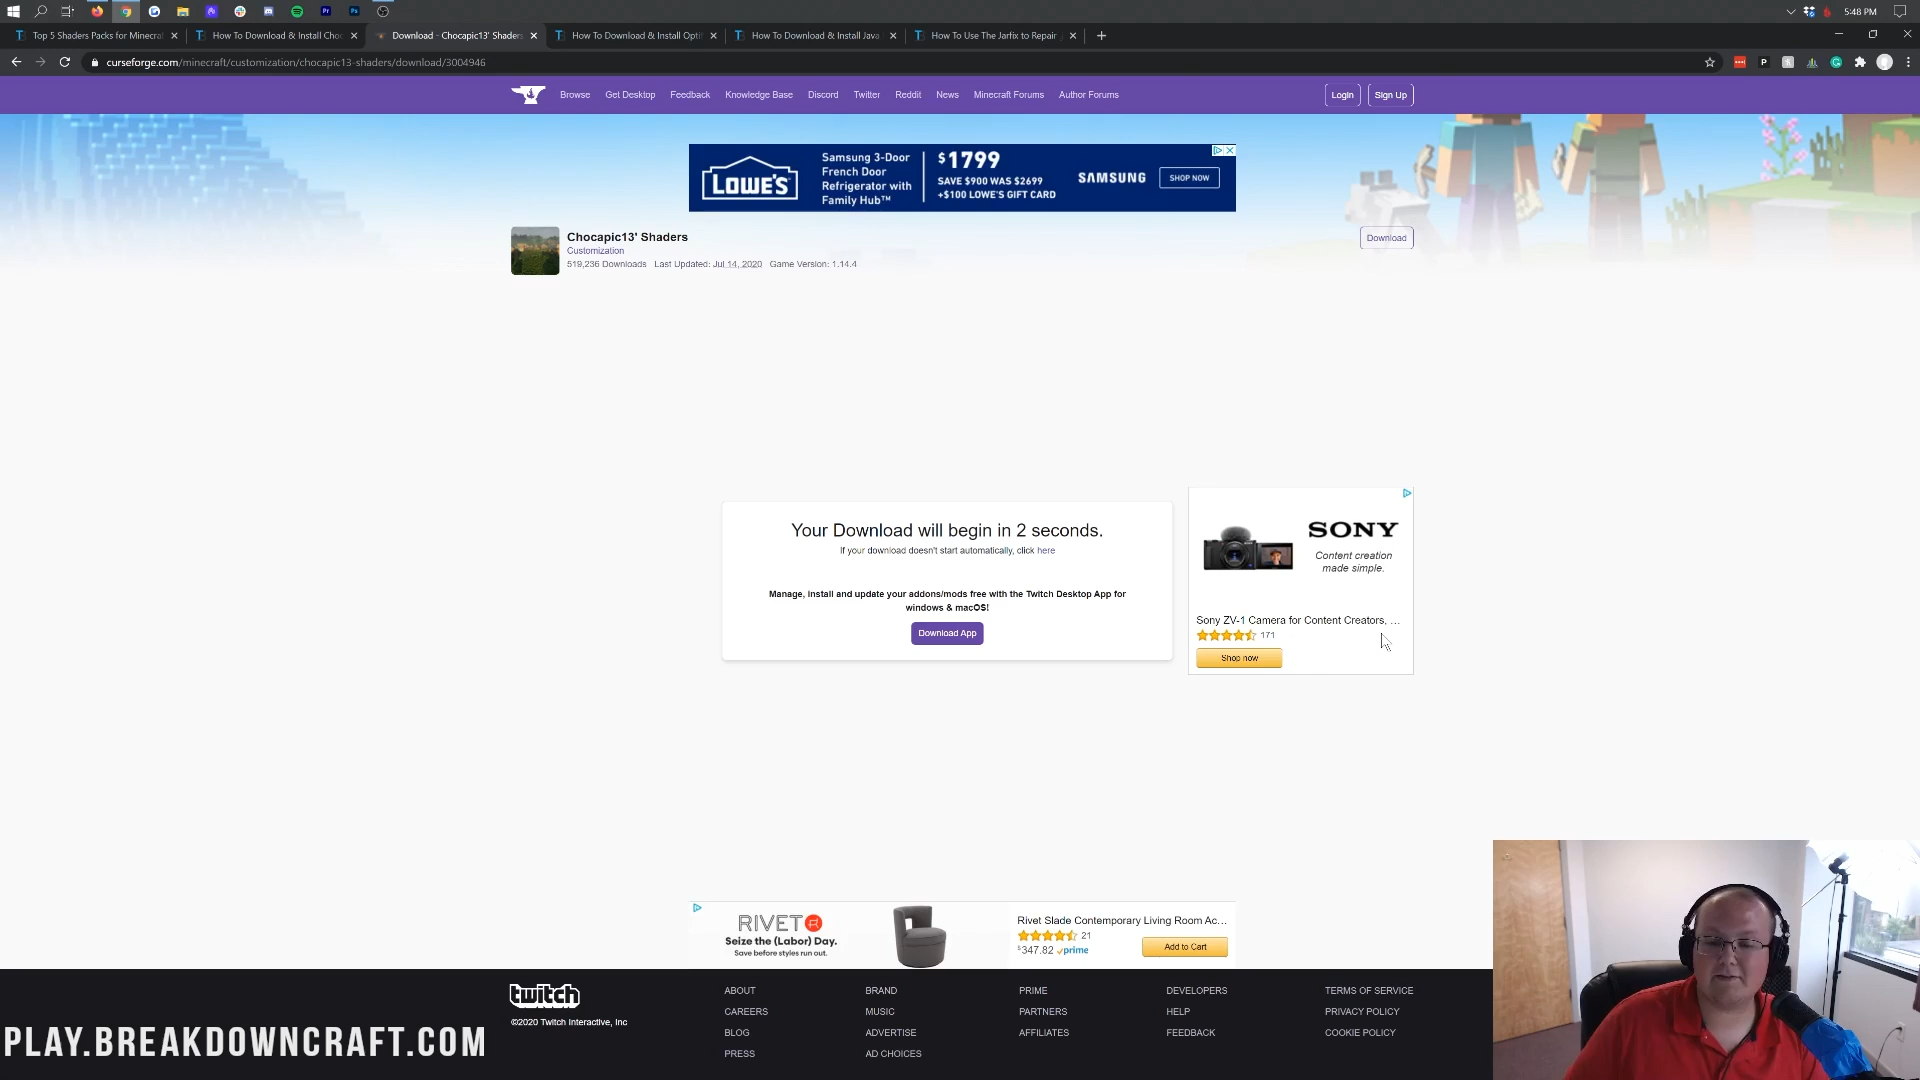 5:48 PM
Top 5 Shaders Packs for Minecra
How To Download & Install Choc
Download - Chocapic13' Shaders
How To Download & Install Opti
How To Download & Install Java
How To Use The Jarfix to Repair
curseforge.com/minecraft/customization/chocapic13-shaders/download/3004946
Browse
Get Desktop
Feedback
Knowledge Base
Discord
Twitter
Reddit
News
Minecraft Forums
Author Forums
Login
Sign Up
LOWE'S
Samsung 3-Door
French Door
Refrigerator with
Family Hub™
$1799
SAVE $900 WAS $2699
+$100 LOWE'S GIFT CARD
SAMSUNG
SHOP NOW
Chocapic13' Shaders
Customization
519,236 Downloads Last Updated: Jul 14, 2020 Game Version: 1.14.4
Download
Your Download will begin in 2 seconds.
If your download doesn't start automatically, click here
Manage, install and update your addons/mods free with the Twitch Desktop App for
windows & macOS!
Download App
SONY
Content creation
made simple.
Sony ZV-1 Camera for Content Creators, ...
171
Shop now
RIVET R
Seize the (Labor) Day.
Save before styles run out.
Rivet Slade Contemporary Living Room Ac...
21
$347.82 prime
Add to Cart
twitch
©2020 Twitch Interactive, Inc
ABOUT
CAREERS
BLOG
PRESS
BRAND
MUSIC
ADVERTISE
AD CHOICES
PRIME
PARTNERS
AFFILIATES
DEVELOPERS
HELP
FEEDBACK
TERMS OF SERVICE
PRIVACY POLICY
COOKIE POLICY
PLAY.BREAKDOWNCRAFT.COM